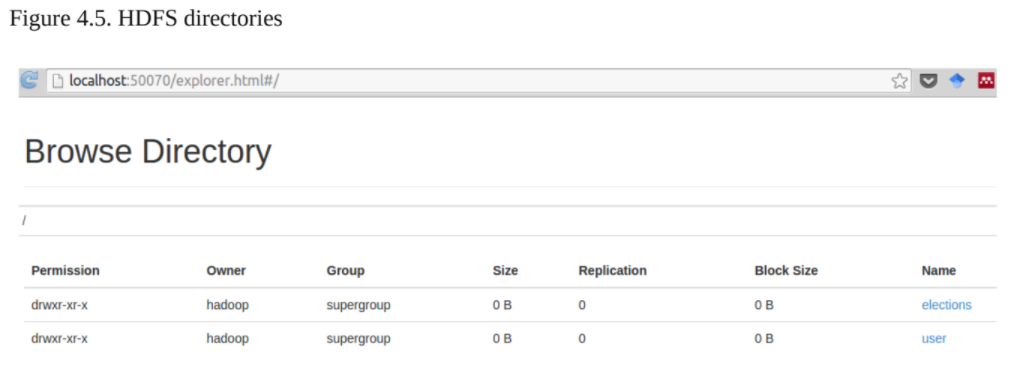 Figure 4.5. HDFS directories
localhost:50070/explorer.html#/
Browse Directory
/
Permission Owner Group Size Replication Block Size Name
drwxr-xr-x hadoop supergroup 0 B 0 0 B elections
drwxr-xr-x hadoop supergroup 0 B 0 0 B user